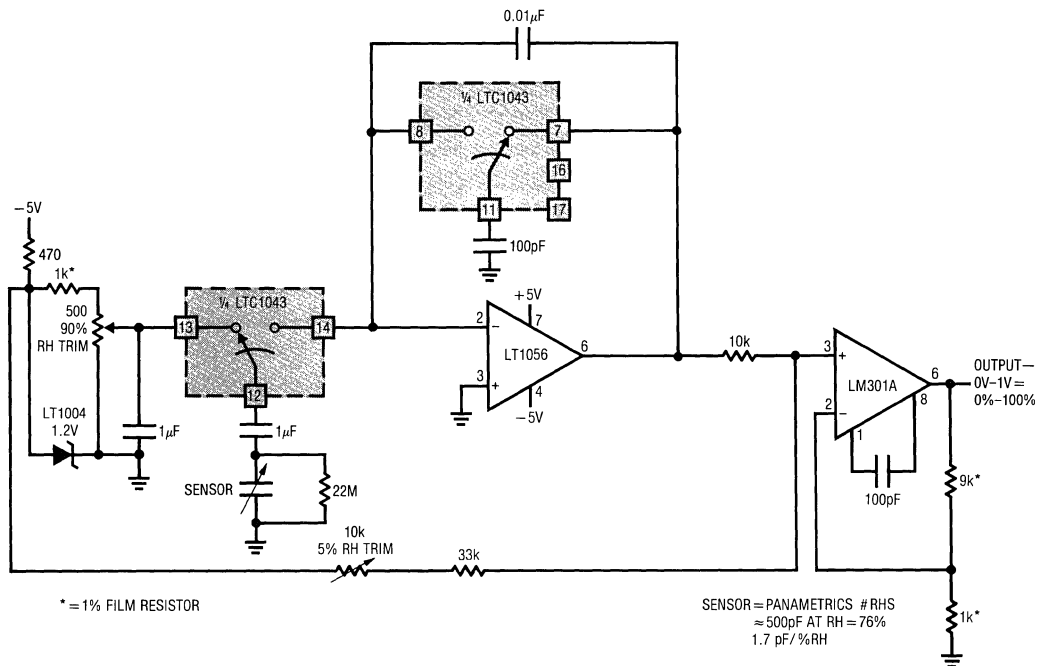 0.01µF
¼ LTC1043
8
7
16
17
11
100pF
−5V
470
1k*
500
90%
RH TRIM
¼ LTC1043
13
14
12
LT1004
1.2V
1µF
1µF
SENSOR
22M
2
−
3
+
+5V
7
LT1056
6
4
−5V
10k
3
+
2
−
LM301A
6
8
1
100pF
OUTPUT—
0V–1V=
0%–100%
9k*
1k*
10k
5% RH TRIM
33k
* = 1% FILM RESISTOR
SENSOR = PANAMETRICS # RHS
≈ 500pF AT RH = 76%
1.7 pF/%RH